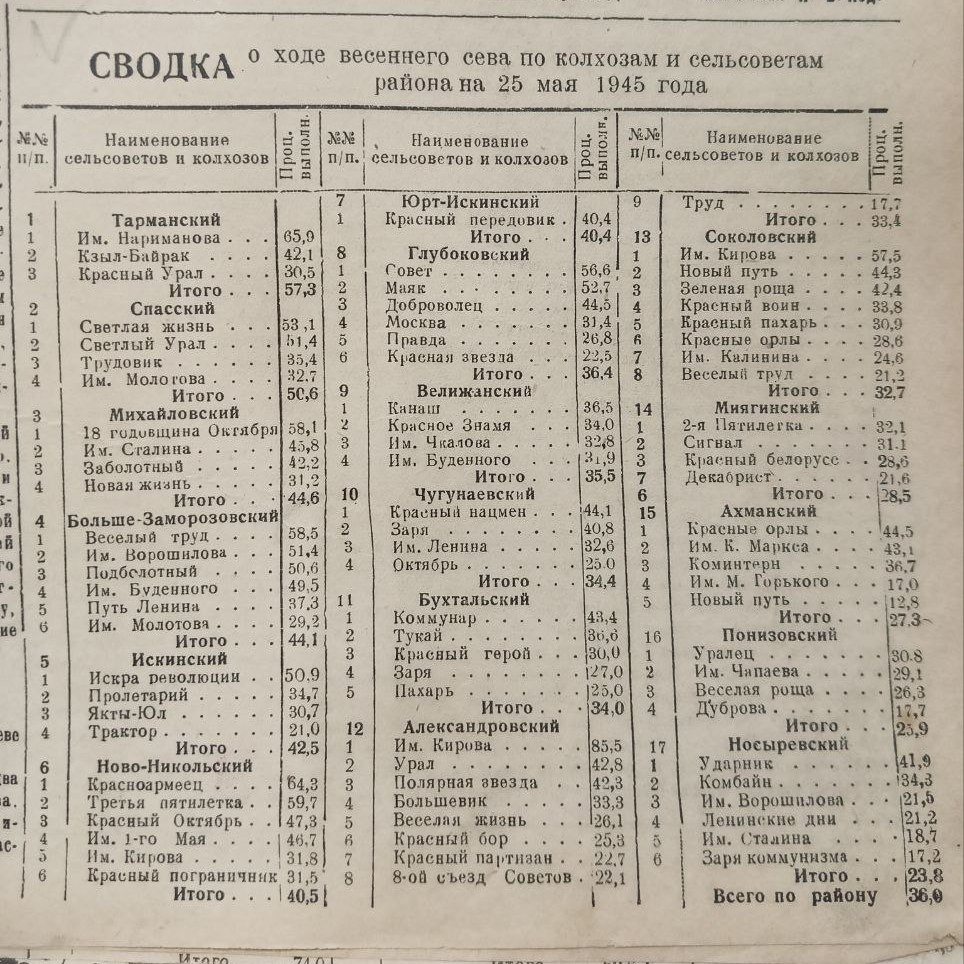 СВОДКА о ходе весеннего сева по колхозам и сельсоветам
района на 25 мая 1945 года
№№ п/п. Наименование сельсоветов и колхозов Проц. выполн.
1 Тарманский
1 Им. Нариманова . . . 65,9
2 Кзыл-Байрак . . . . 42,1
3 Красный Урал . . . . 30,5
Итого . . . 57,3
2 Спасский
1 Светлая жизнь . . . 53,1
2 Светлый Урал . . . . 51,4
3 Трудовик . . . . . . 35,4
4 Им. Молотова . . . . 32,7
Итого . . . 50,6
3 Михайловский
1 18 годовщина Октября 58,1
2 Им. Сталина . . . . 45,8
3 Заболотный . . . . 42,2
4 Новая жизнь . . . . 31,2
Итого . . . 44,6
4 Больше-Заморозовский
1 Веселый труд . . . . 58,5
2 Им. Ворошилова . . . 51,4
3 Подболотный . . . . 50,6
4 Им. Буденного . . . . 49,5
5 Путь Ленина . . . . 37,3
6 Им. Молотова . . . . 29,2
Итого . . . 44,1
5 Искинский
1 Искра революции . . 50,9
2 Пролетарий . . . . . 34,7
3 Якты-Юл . . . . . . 30,7
4 Трактор . . . . . . . 21,0
Итого . . . 42,5
6 Ново-Никольский
1 Красноармеец . . . . 64,3
2 Третья пятилетка . . 59,7
3 Красный Октябрь . . 47,3
4 Им. 1-го Мая . . . . 46,7
5 Им. Кирова . . . . . 31,8
6 Красный пограничник 31,5
Итого . . . 40,5
№№ п/п. Наименование сельсоветов и колхозов Проц. выполн.
7 Юрт-Искинский
1 Красный передовик . 40,4
Итого . . . 40,4
8 Глубоковский
1 Совет . . . . . . . . 56,6
2 Маяк . . . . . . . . 52,7
3 Доброволец . . . . . 44,5
4 Москва . . . . . . . 31,4
5 Правда . . . . . . . 26,8
6 Красная звезда . . . . 22,5
Итого . . . 36,4
9 Велижанский
1 Канаш . . . . . . . 36,5
2 Красное Знамя . . . . 34,0
3 Им. Чкалова . . . . . 32,8
4 Им. Буденного . . . . 31,9
Итого . . . 35,5
10 Чугунаевский
1 Красный нацмен . . . 44,1
2 Заря . . . . . . . . 40,8
3 Им. Ленина . . . . . 32,6
4 Октябрь . . . . . . . 25.0
Итого . . . 34,4
11 Бухтальский
1 Коммунар . . . . . . 43,4
2 Тукай . . . . . . . . 36,6
3 Красный герой . . . 30,0
4 Заря . . . . . . . . 27,0
5 Пахарь . . . . . . . 25,0
Итого . . . 34,0
12 Александровский
1 Им. Кирова . . . . . 85,5
2 Урал . . . . . . . . 42,8
3 Полярная звезда . . . 42,3
4 Большевик . . . . . 33,3
5 Веселая жизнь . . . . 26,1
6 Красный бор . . . . 25,3
7 Красный партизан . . 22,7
8 8-ой съезд Советов . 22,1
№№ п/п. Наименование сельсоветов и колхозов Проц. выполн.
9 Труд . . . . . . . . 17,7
Итого . . . 33,4
13 Соколовский
1 Им. Кирова . . . . . 57,5
2 Новый путь . . . . . 44,3
3 Зеленая роща . . . . 42,4
4 Красный воин . . . . 33,8
5 Красный пахарь . . . 30,9
6 Красные орлы . . . . 28,6
7 Им. Калинина . . . . 24,6
8 Веселый труд . . . . 21,2
Итого . . . 32,7
14 Миягинский
1 2-я Пятилетка . . . . 32,1
2 Сигнал . . . . . . . 31.1
3 Красный белорусс . . 28,6
7 Декабрист . . . . . . 21,6
6 Итого . . . 28,5
15 Ахманский
1 Красные орлы . . . . 44,5
2 Им. К. Маркса . . . . 43,1
3 Коминтерн . . . . . 36,7
4 Им. М. Горького . . . 17,0
5 Новый путь . . . . . 12,8
Итого . . . 27.3
16 Понизовский
1 Уралец . . . . . . . 30.8
2 Им. Чапаева . . . . . 29,1
3 Веселая роща . . . . 26,3
4 Дуброва . . . . . . . 17,7
Итого . . . 25,9
17 Носыревский
1 Ударник . . . . . . 41,9
2 Комбайн . . . . . . 34,3
3 Им. Ворошилова . . . 21,5
4 Ленинские дни . . . 21,2
5 Им. Сталина . . . 18,7
6 Заря коммунизма . . 17,2
Итого . . . 23,8
Всего по району 36,0